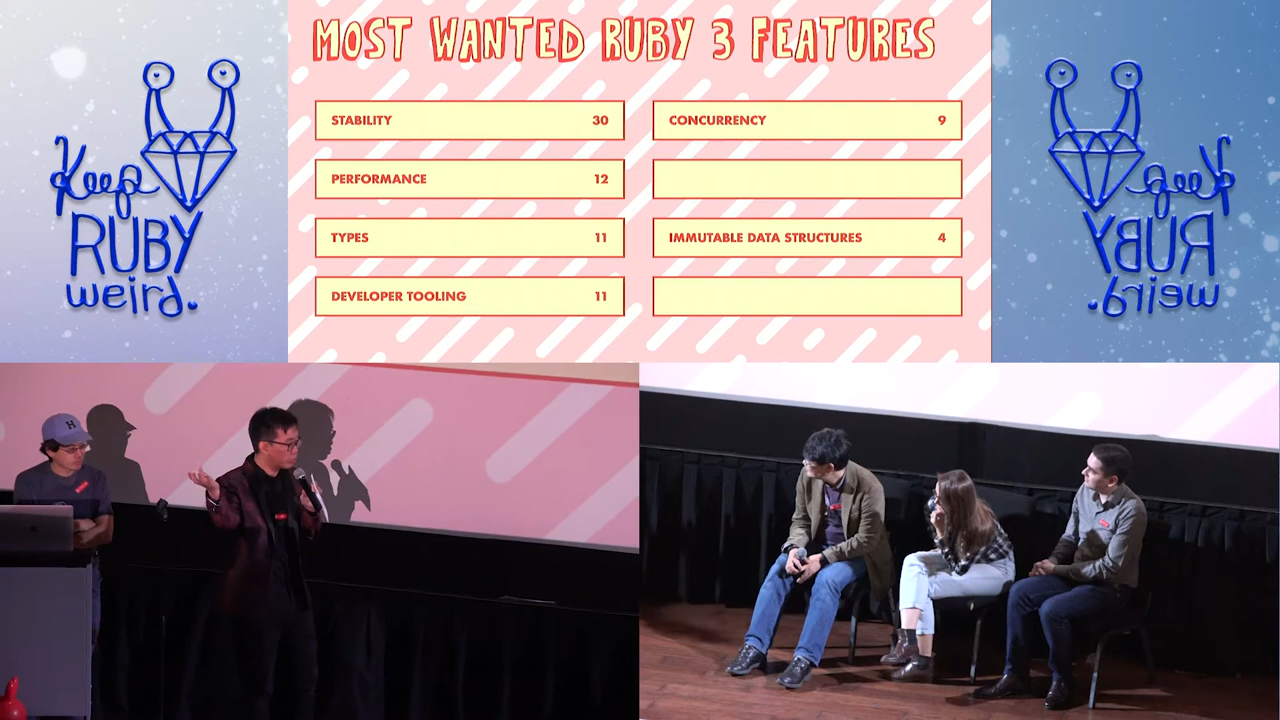 MOST WANTED RUBY 3 FEATURES
STABILITY 30
PERFORMANCE 12
TYPES 11
DEVELOPER TOOLING 11
CONCURRENCY 9
IMMUTABLE DATA STRUCTURES 4
Keep
RUBY
weird.
Keep
RUBY
weird.
H